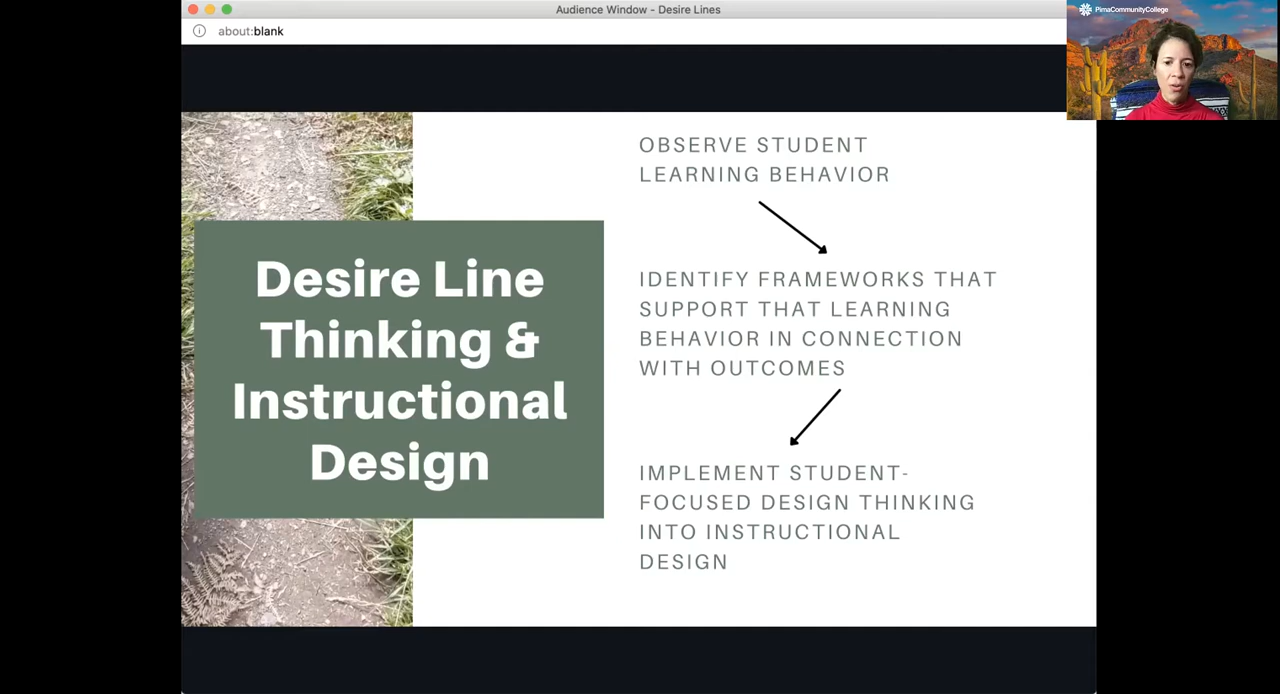 Audience Window - Desire Lines
about:blank
PimaCommunityCollege
OBSERVE STUDENT
LEARNING BEHAVIOR
Desire Line
Thinking &
Instructional
Design
IDENTIFY FRAMEWORKS THAT
SUPPORT THAT LEARNING
BEHAVIOR IN CONNECTION
WITH OUTCOMES
IMPLEMENT STUDENT-
FOCUSED DESIGN THINKING
INTO INSTRUCTIONAL
DESIGN